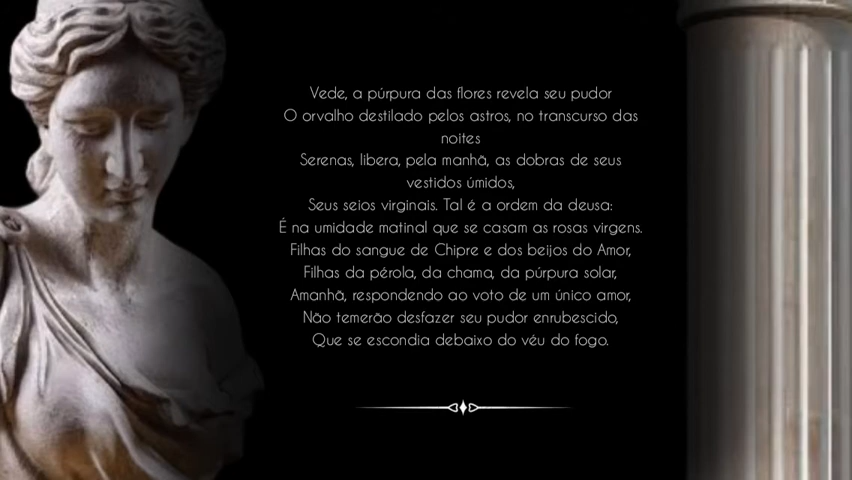 Vede, a púrpura das flores revela seu pudor
O orvalho destilado pelos astros, no transcurso das
noites
Serenas, libera, pela manhã, as dobras de seus
vestidos úmidos,
Seus seios virginais. Tal é a ordem da deusa:
É na umidade matinal que se casam as rosas virgens.
Filhas do sangue de Chipre e dos beijos do Amor,
Filhas da pérola, da chama, da púrpura solar,
Amanhã, respondendo ao voto de um único amor,
Não temerão desfazer seu pudor enrubescido,
Que se escondia debaixo do véu do fogo.